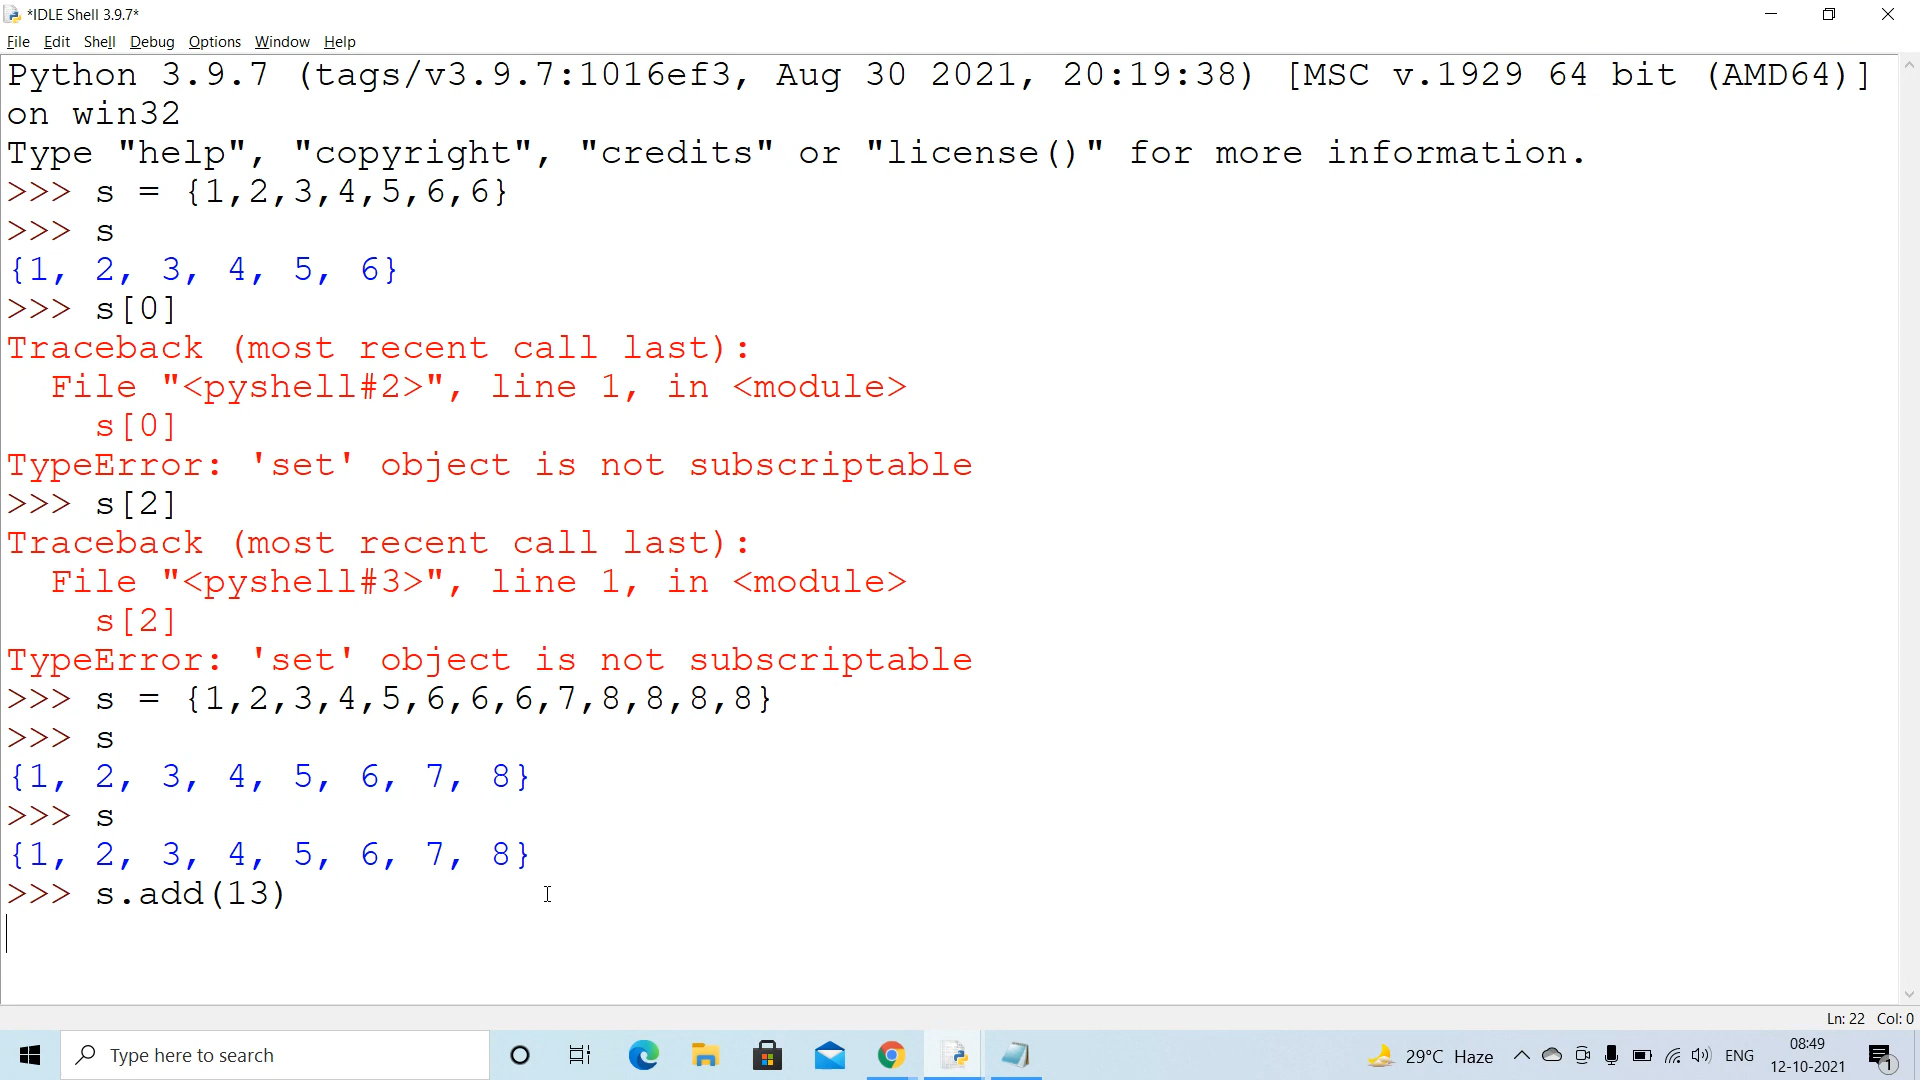 *IDLE Shell 3.9.7*
File Edit Shell Debug Options Window Help
Python 3.9.7 (tags/v3.9.7:1016ef3, Aug 30 2021, 20:19:38) [MSC v.1929 64 bit (AMD64)]
on win32
Type "help", "copyright", "credits" or "license()" for more information.
>>> s = {1,2,3,4,5,6,6}
>>> s
{1, 2, 3, 4, 5, 6}
>>> s[0]
Traceback (most recent call last):
  File "<pyshell#2>", line 1, in <module>
    s[0]
TypeError: 'set' object is not subscriptable
>>> s[2]
Traceback (most recent call last):
  File "<pyshell#3>", line 1, in <module>
    s[2]
TypeError: 'set' object is not subscriptable
>>> s = {1,2,3,4,5,6,6,6,7,8,8,8,8}
>>> s
{1, 2, 3, 4, 5, 6, 7, 8}
>>> s
{1, 2, 3, 4, 5, 6, 7, 8}
>>> s.add(13)
Ln: 22 Col: 0
Type here to search
29°C Haze
ENG
08:49
12-10-2021
1